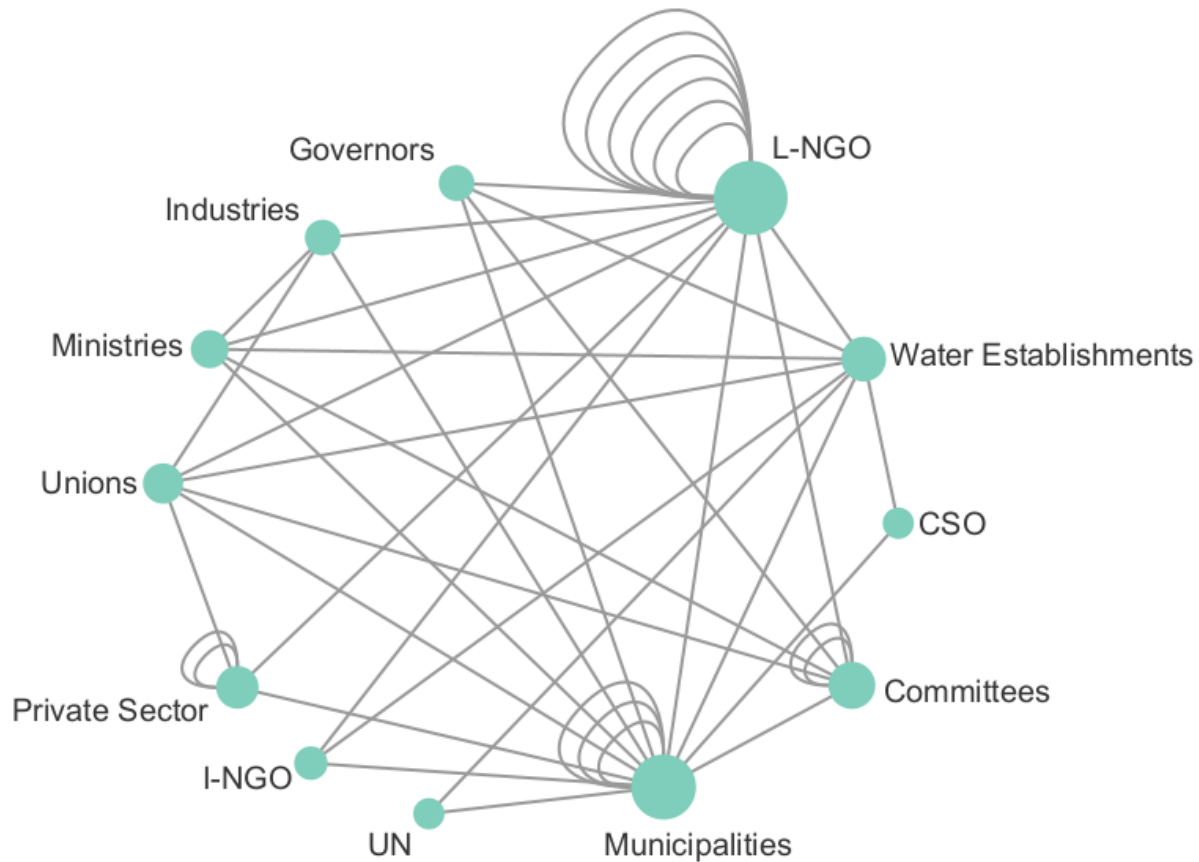 L-NGO
Governors
Industries
Ministries
Water Establishments
Unions
CSO
Committees
Private Sector
I-NGO
UN
Municipalities